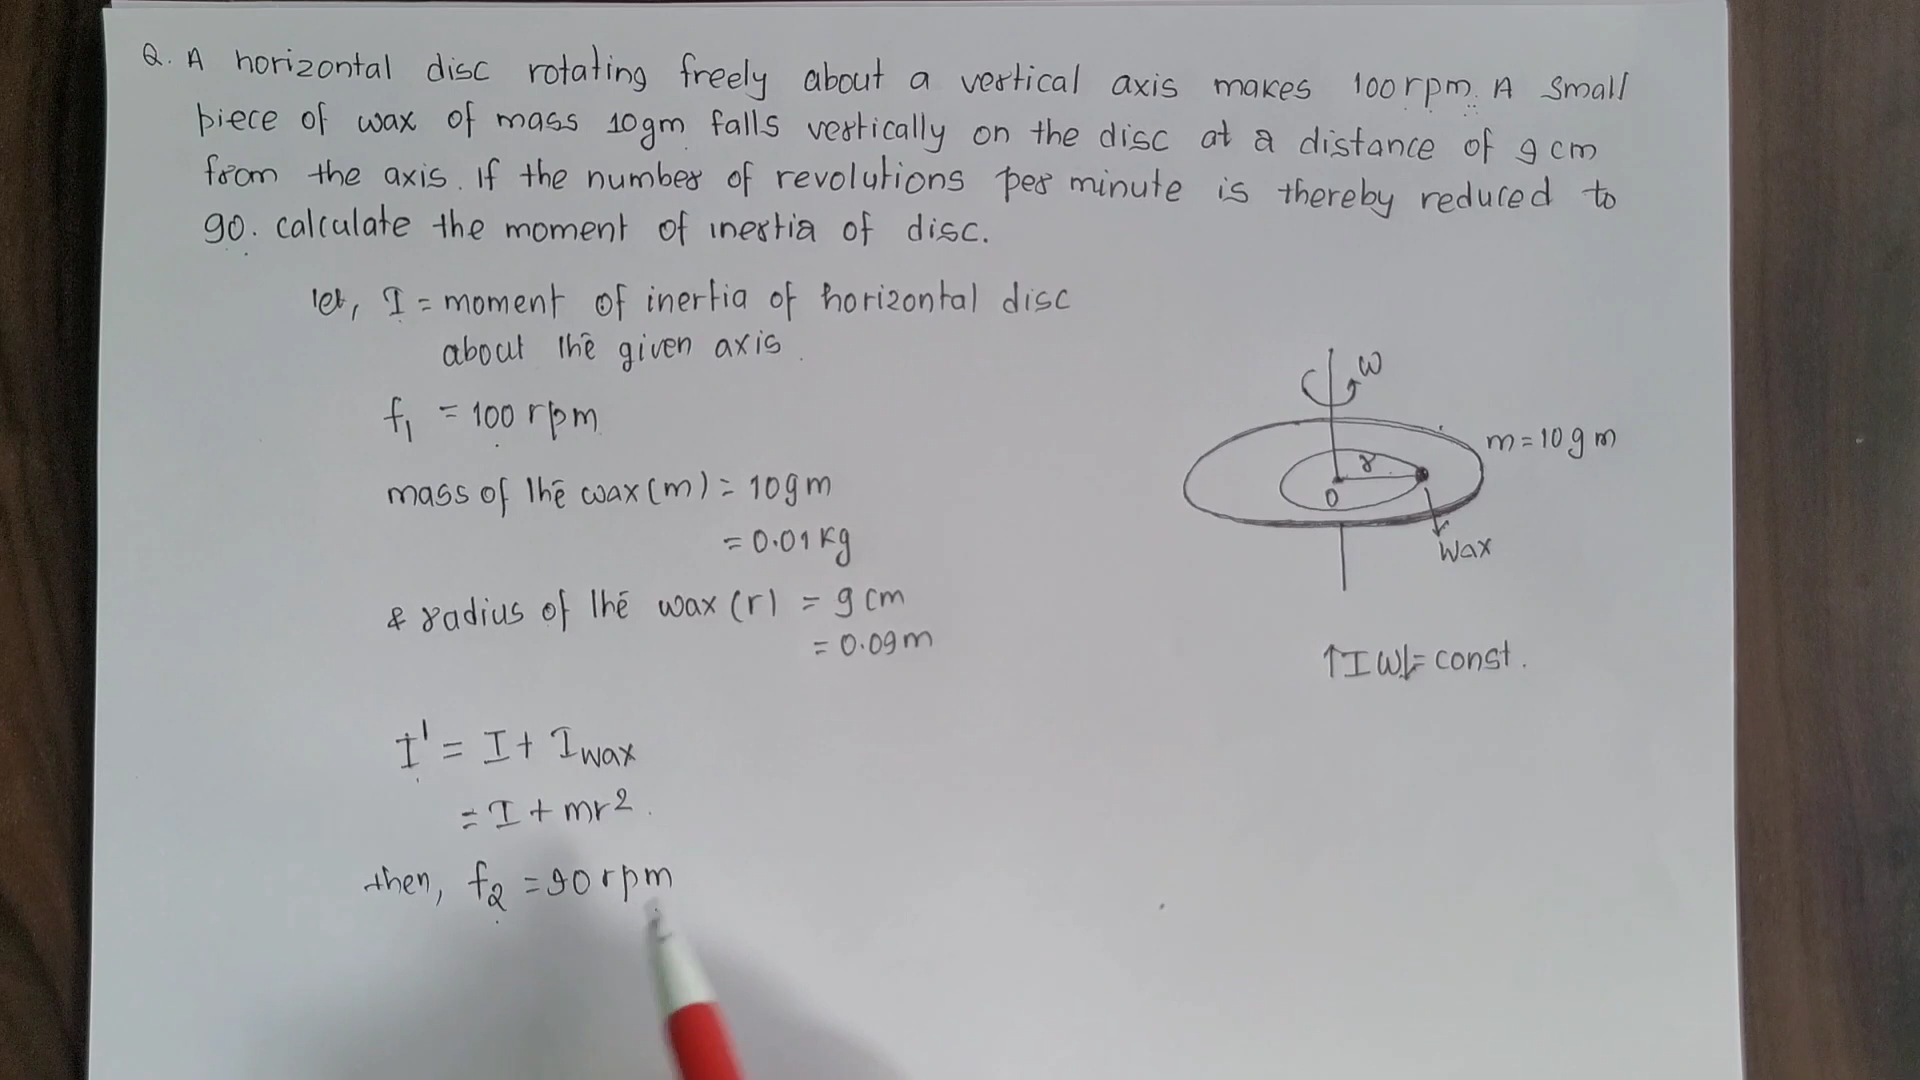 Q. A horizontal disc rotating freely about a vertical axis makes 100 rpm. A small
piece of wax of mass 10gm falls vertically on the disc at a distance of 9 cm
from the axis. If the number of revolutions per minute is thereby reduced to
90. calculate the moment of inertia of disc.
let, I = moment of inertia of horizontal disc
about the given axis.
f₁ = 100 rpm
mass of the wax (m) = 10gm
= 0.01 kg
& radius of the wax (r) = 9 cm
= 0.09 m
I' = I + I wax
= I + mr²
then, f₂ = 90 rpm
ω
m = 10 gm
r
O
Wax
↑I ω↓ = const.